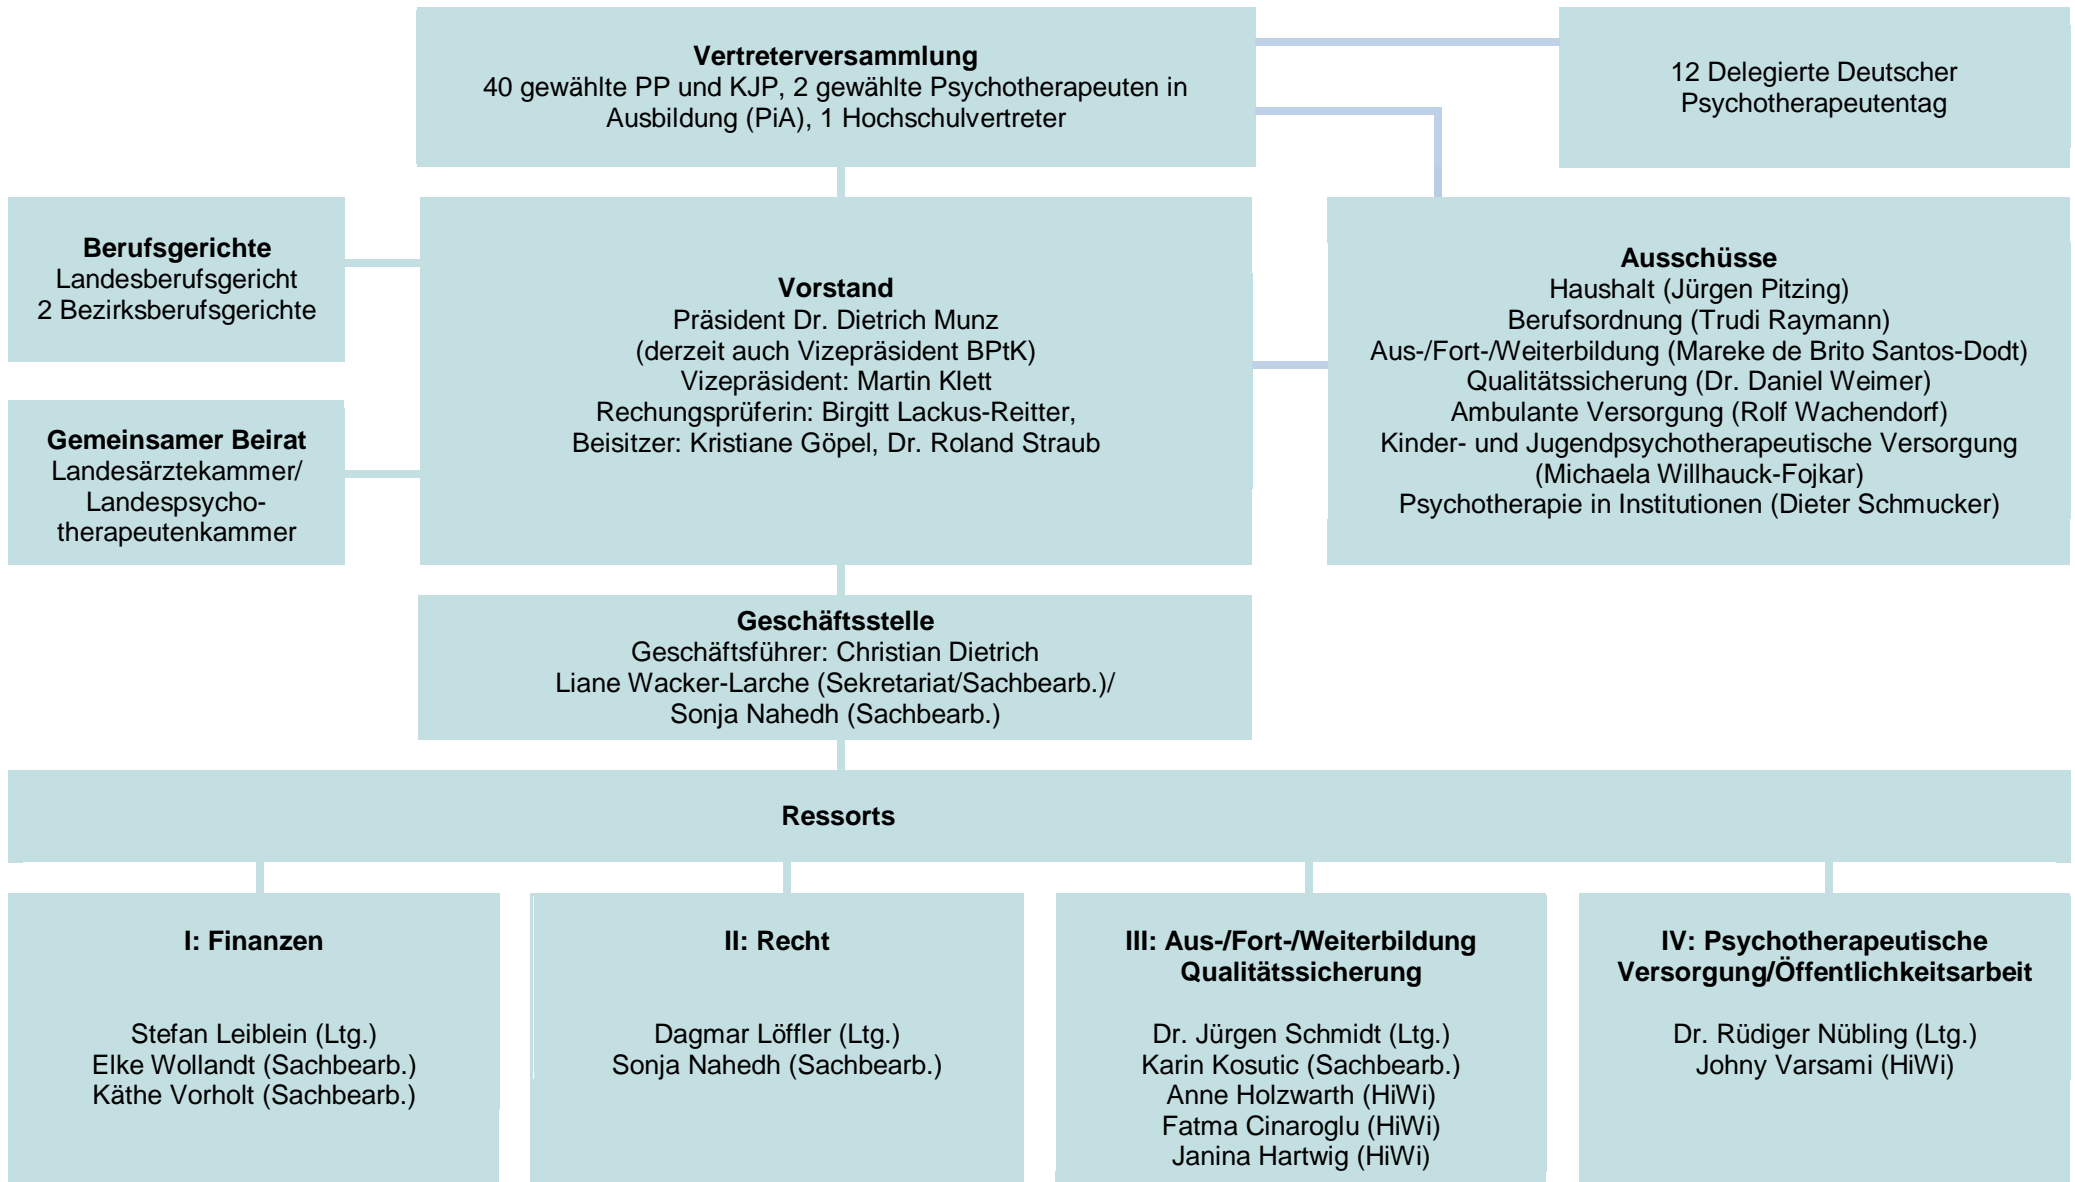 Vertreterversammlung
40 gewählte PP und KJP, 2 gewählte Psychotherapeuten in
Ausbildung (PiA), 1 Hochschulvertreter
12 Delegierte Deutscher
Psychotherapeutentag
Berufsgerichte
Landesberufsgericht
2 Bezirksberufsgerichte
Gemeinsamer Beirat
Landesärztekammer/
Landespsycho-
therapeutenkammer
Vorstand
Präsident Dr. Dietrich Munz
(derzeit auch Vizepräsident BPtK)
Vizepräsident: Martin Klett
Rechungsprüferin: Birgitt Lackus-Reitter,
Beisitzer: Kristiane Göpel, Dr. Roland Straub
Ausschüsse
Haushalt (Jürgen Pitzing)
Berufsordnung (Trudi Raymann)
Aus-/Fort-/Weiterbildung (Mareke de Brito Santos-Dodt)
Qualitätssicherung (Dr. Daniel Weimer)
Ambulante Versorgung (Rolf Wachendorf)
Kinder- und Jugendpsychotherapeutische Versorgung
(Michaela Willhauck-Fojkar)
Psychotherapie in Institutionen (Dieter Schmucker)
Geschäftsstelle
Geschäftsführer: Christian Dietrich
Liane Wacker-Larche (Sekretariat/Sachbearb.)/
Sonja Nahedh (Sachbearb.)
Ressorts
I: Finanzen
Stefan Leiblein (Ltg.)
Elke Wollandt (Sachbearb.)
Käthe Vorholt (Sachbearb.)
II: Recht
Dagmar Löffler (Ltg.)
Sonja Nahedh (Sachbearb.)
III: Aus-/Fort-/Weiterbildung
Qualitätssicherung
Dr. Jürgen Schmidt (Ltg.)
Karin Kosutic (Sachbearb.)
Anne Holzwarth (HiWi)
Fatma Cinaroglu (HiWi)
Janina Hartwig (HiWi)
IV: Psychotherapeutische
Versorgung/Öffentlichkeitsarbeit
Dr. Rüdiger Nübling (Ltg.)
Johny Varsami (HiWi)